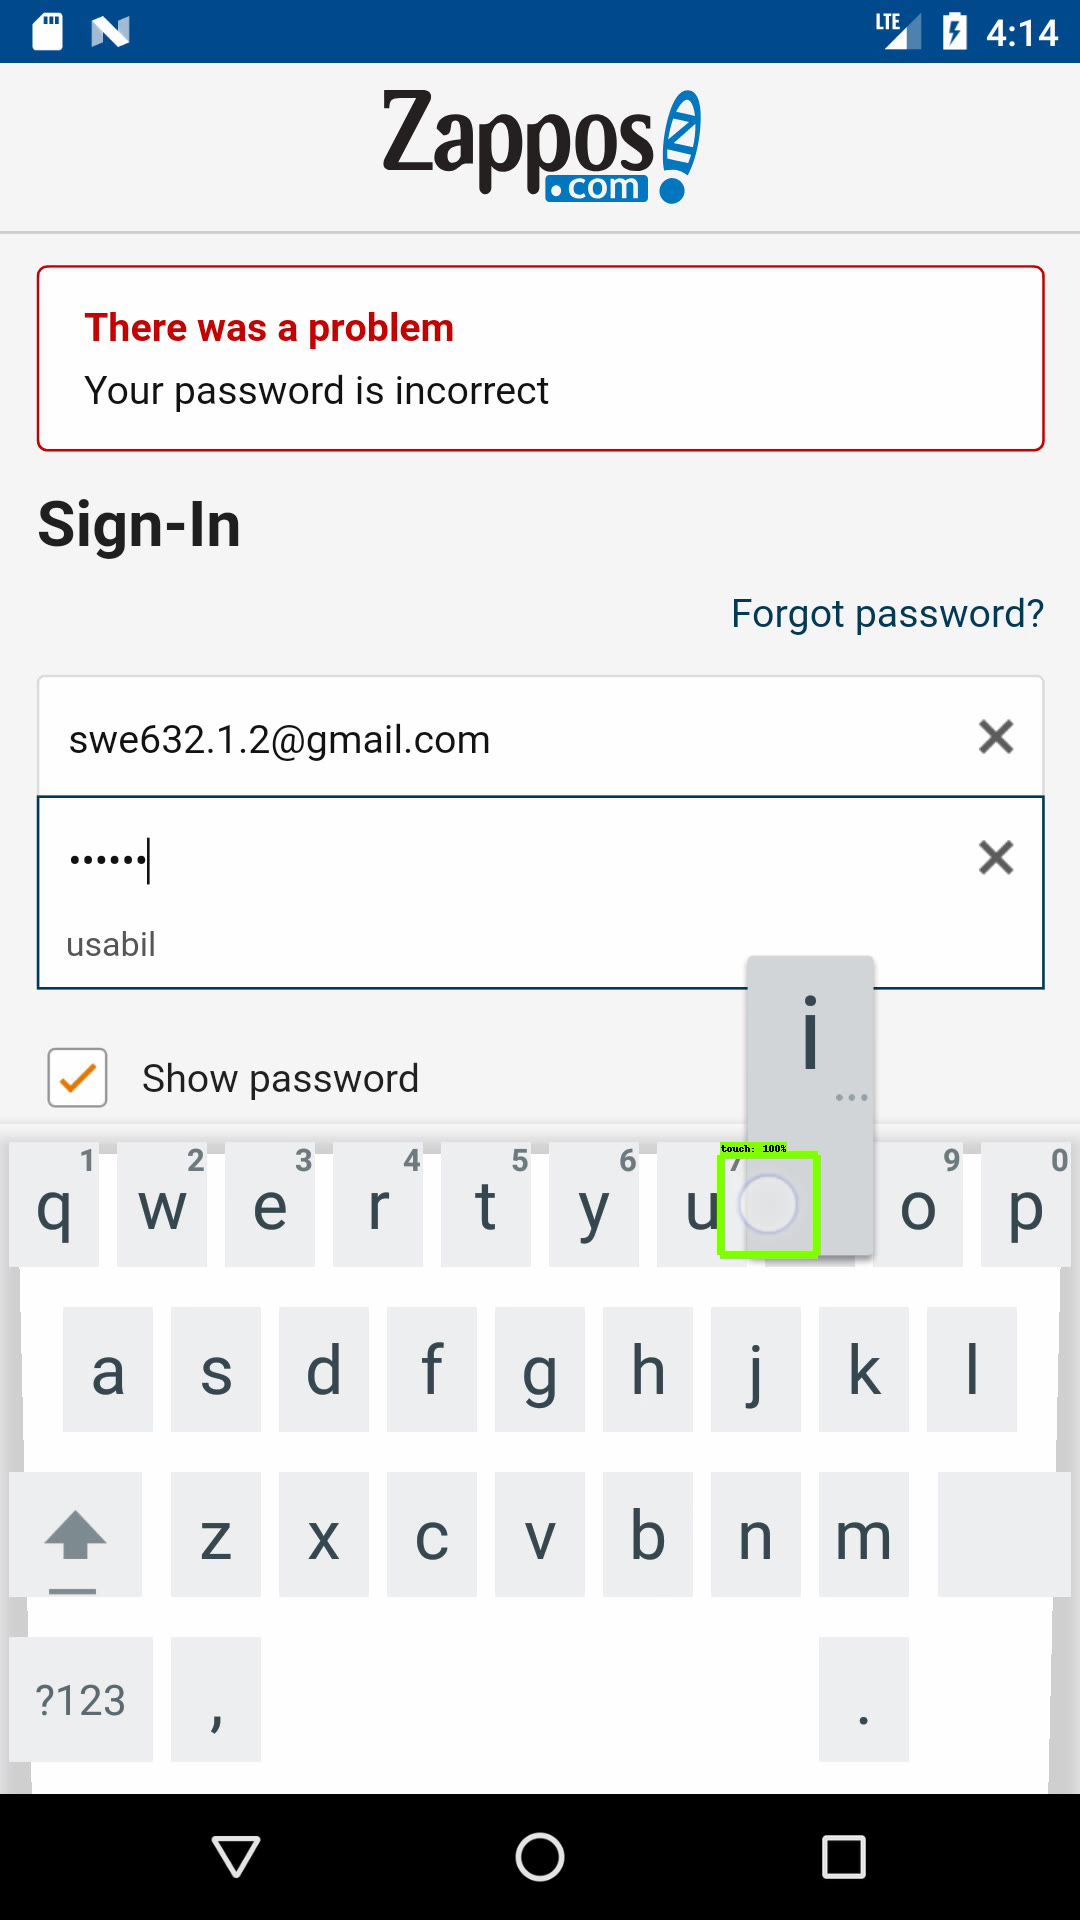 LTE 4:14
Zappos
.com
There was a problem
Your password is incorrect
Sign-In
Forgot password?
swe632.1.2@gmail.com
••••••
usabil
i
...
Show password
touch: 100%
1 2 3 4 5 6 7 9 0
q w e r t y u o p
a s d f g h j k l
z x c v b n m
?123 , .